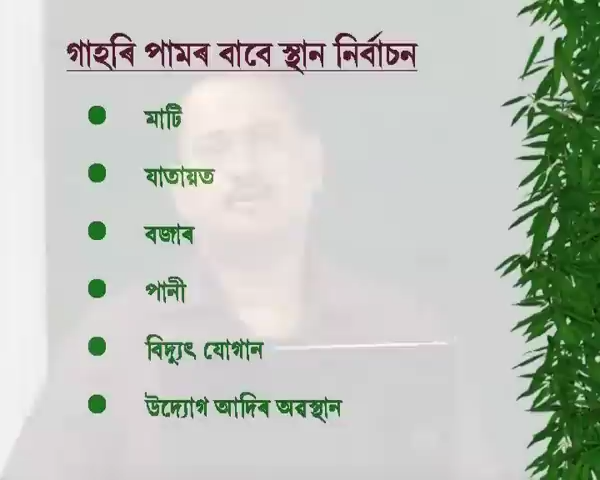 গাহৰি পামৰ বাবে স্থান নিৰ্বাচন
মাটি
যাতায়ত
বজাৰ
পানী
বিদ্যুৎ যোগান
উদ্যোগ আদিৰ অৱস্থান